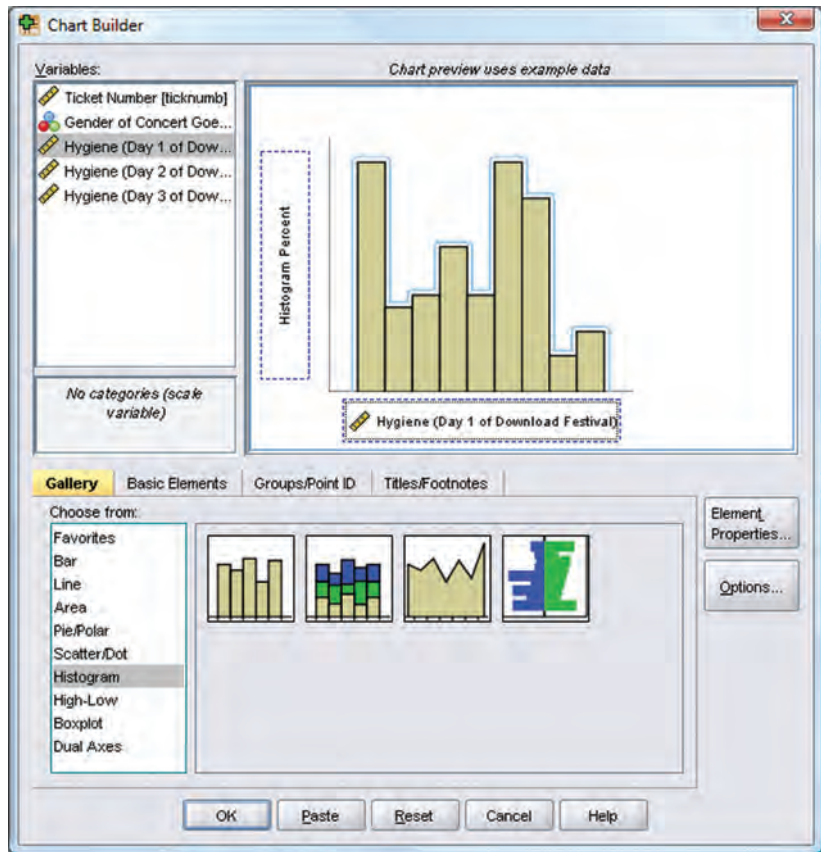 Chart Builder
Variables:
Chart preview uses example data
Ticket Number [ticknumb]
Gender of Concert Goe...
Hygiene (Day 1 of Dow...
Hygiene (Day 2 of Dow...
Hygiene (Day 3 of Dow...
Histogram Percent
Hygiene (Day 1 of Download Festival)
No categories (scale
variable)
Gallery
Basic Elements
Groups/Point ID
Titles/Footnotes
Choose from:
Favorites
Bar
Line
Area
Pie/Polar
Scatter/Dot
Histogram
High-Low
Boxplot
Dual Axes
Element
Properties...
Options...
OK
Paste
Reset
Cancel
Help